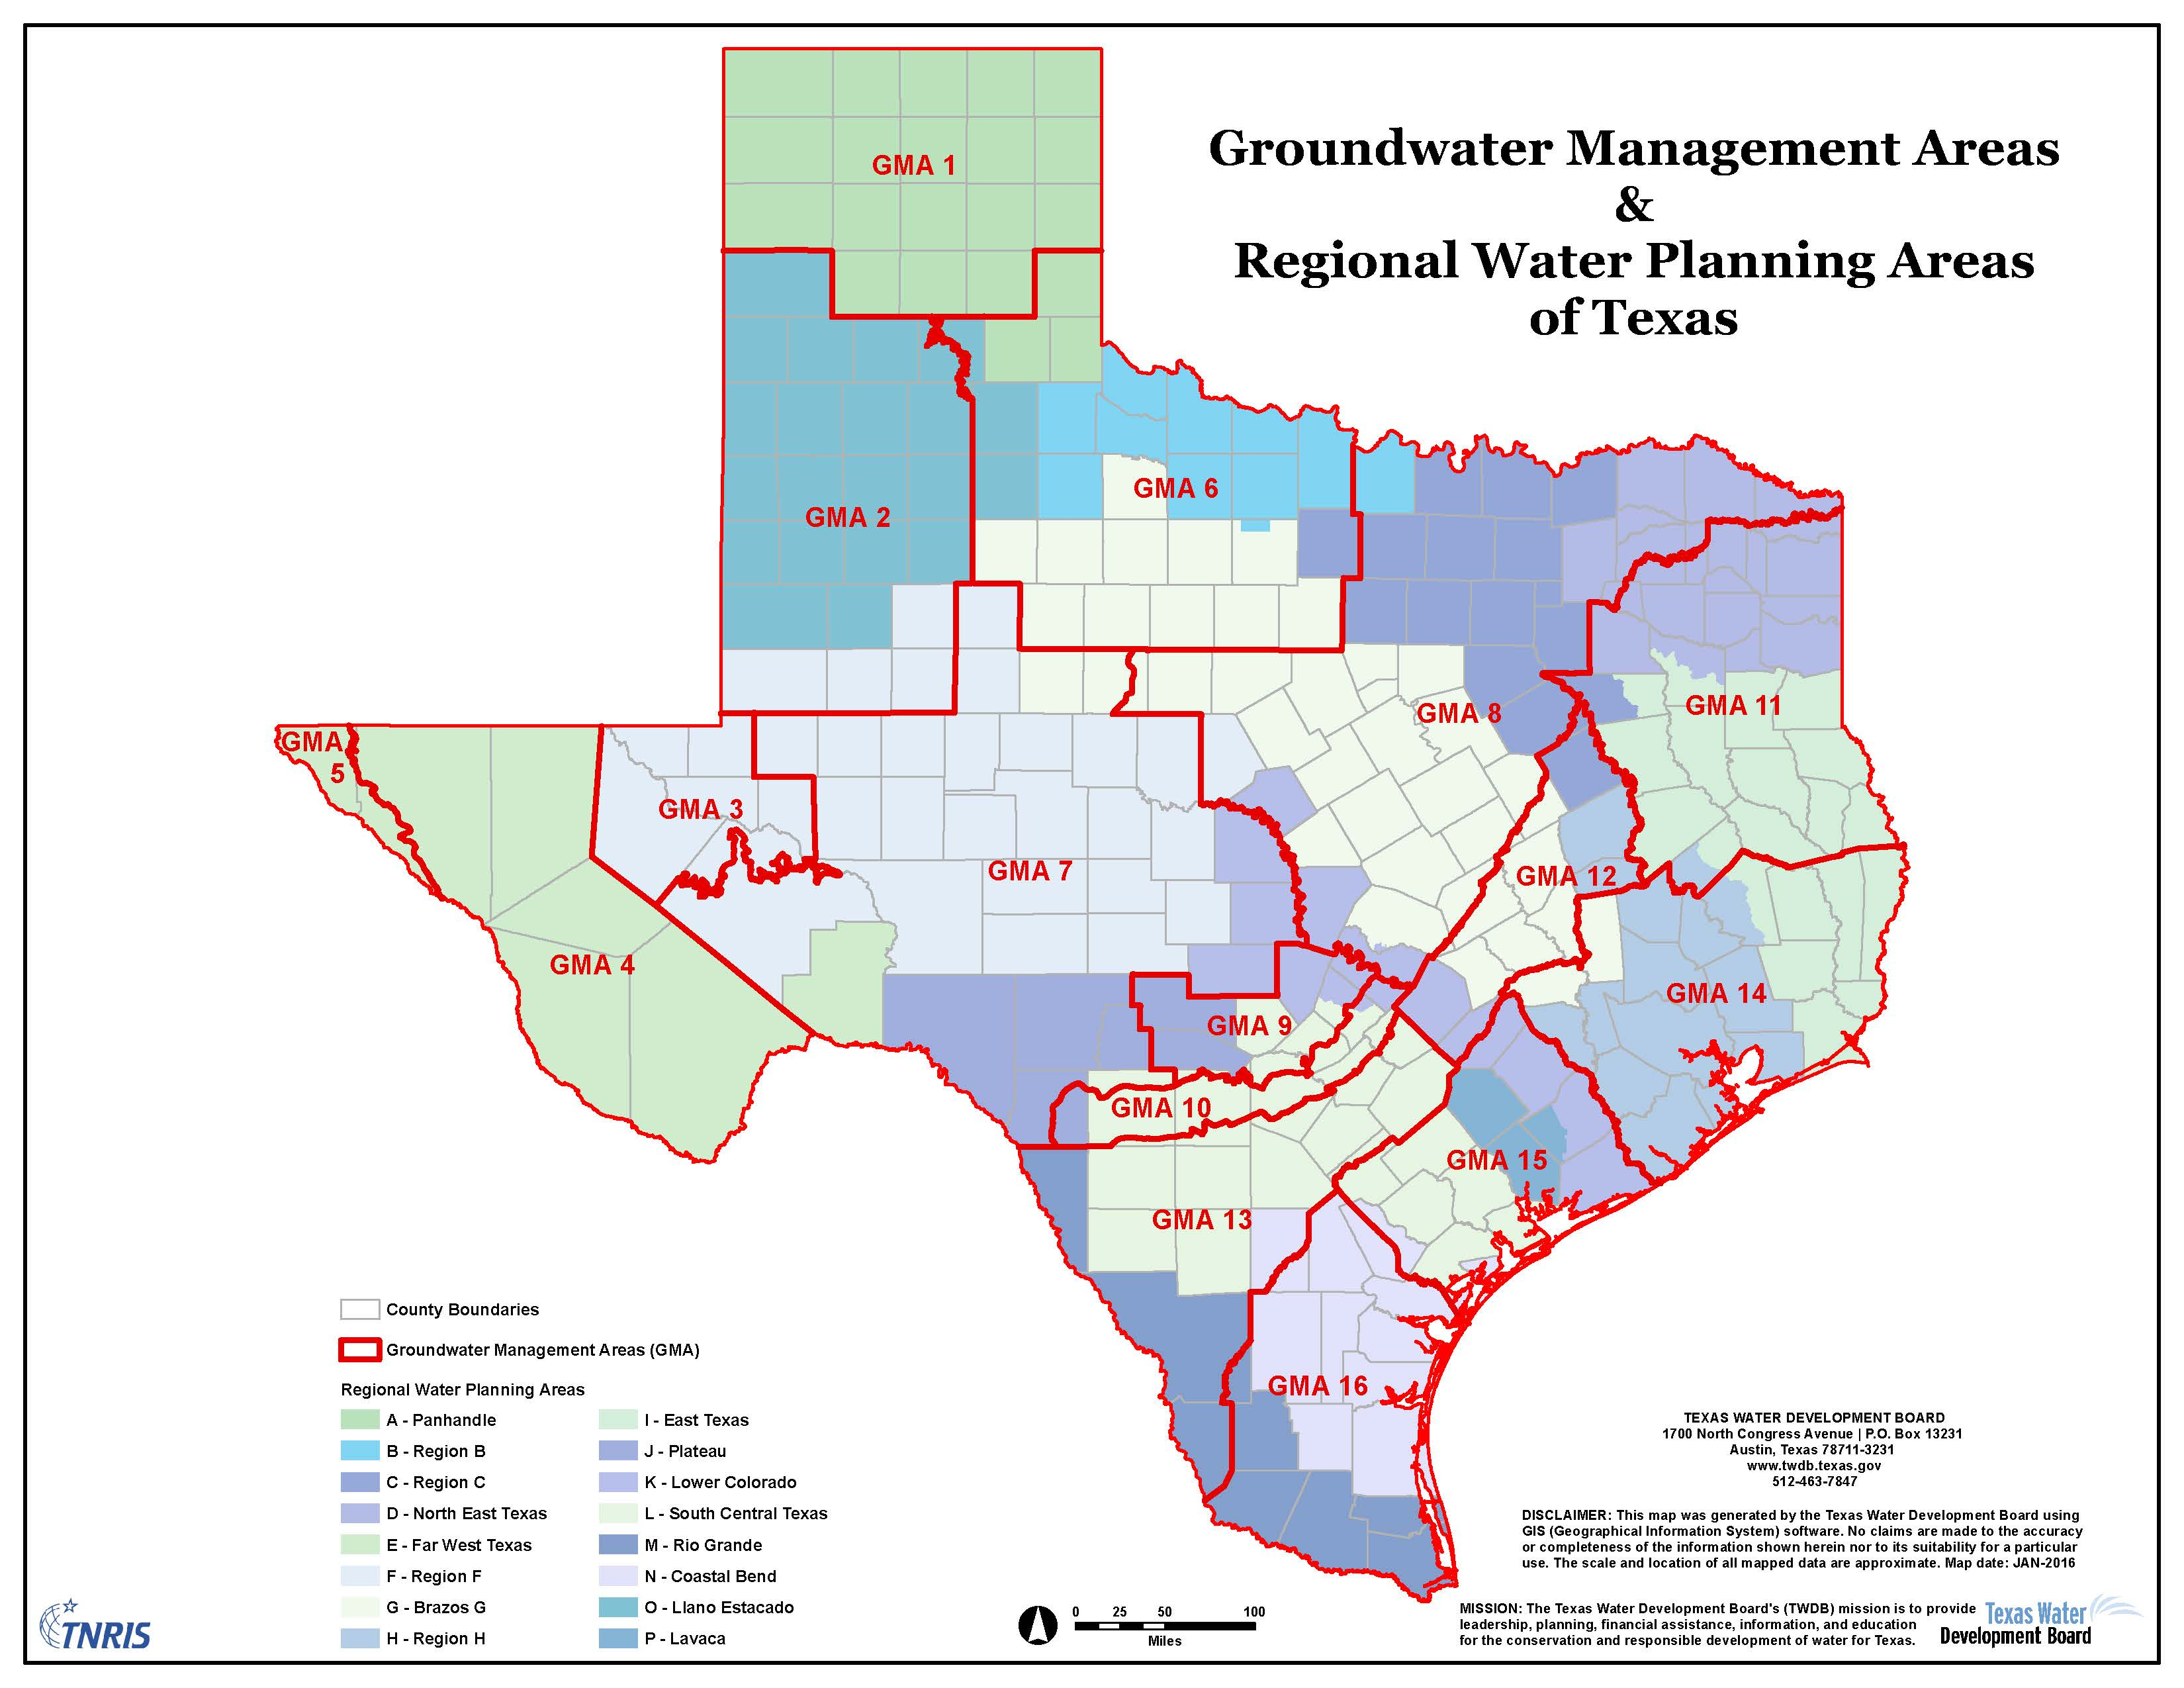 Groundwater Management Areas
&
Regional Water Planning Areas
of Texas
GMA 1
GMA 2
GMA 6
GMA 8
GMA 11
GMA
5
GMA 3
GMA 7
GMA 12
GMA 4
GMA 14
GMA 9
GMA 10
GMA 15
GMA 13
GMA 16
County Boundaries
Groundwater Management Areas (GMA)
Regional Water Planning Areas
A - Panhandle
B - Region B
C - Region C
D - North East Texas
E - Far West Texas
F - Region F
G - Brazos G
H - Region H
I - East Texas
J - Plateau
K - Lower Colorado
L - South Central Texas
M - Rio Grande
N - Coastal Bend
O - Llano Estacado
P - Lavaca
TNRIS
0 25 50 100
Miles
TEXAS WATER DEVELOPMENT BOARD
1700 North Congress Avenue | P.O. Box 13231
Austin, Texas 78711-3231
www.twdb.texas.gov
512-463-7847
DISCLAIMER: This map was generated by the Texas Water Development Board using
GIS (Geographical Information System) software. No claims are made to the accuracy
or completeness of the information shown herein nor to its suitability for a particular
use. The scale and location of all mapped data are approximate. Map date: JAN-2016
MISSION: The Texas Water Development Board's (TWDB) mission is to provide
leadership, planning, financial assistance, information, and education
for the conservation and responsible development of water for Texas.
Texas Water
Development Board